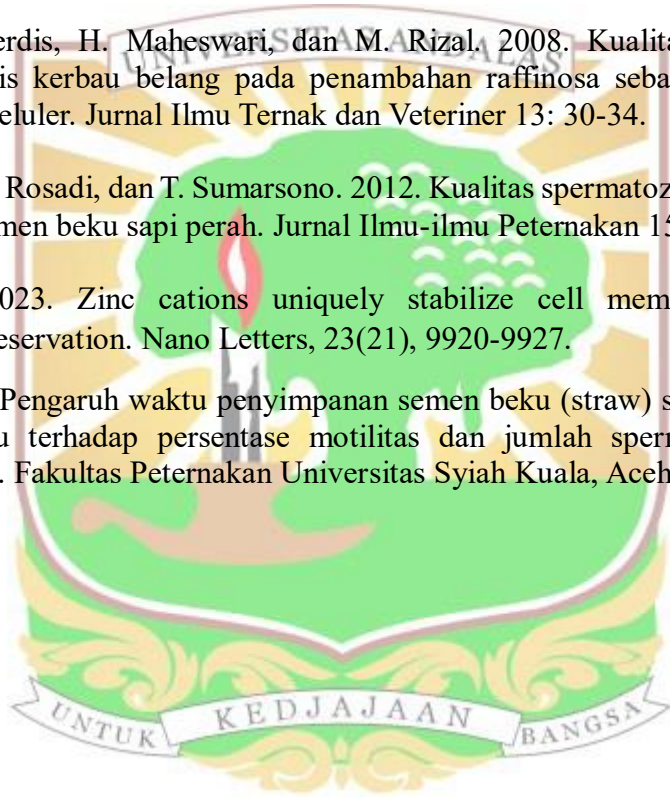 erdis, H. Maheswari, dan M. Rizal. 2008. Kualita
UNIVERSITAS ANDALAS
is kerbau belang pada penambahan raffinosa seba
eluler. Jurnal Ilmu Ternak dan Veteriner 13: 30-34.
Rosadi, dan T. Sumarsono. 2012. Kualitas spermatoz
men beku sapi perah. Jurnal Ilmu-ilmu Peternakan 15
023. Zinc cations uniquely stabilize cell mem
eservation. Nano Letters, 23(21), 9920-9927.
Pengaruh waktu penyimpanan semen beku (straw) s
u terhadap persentase motilitas dan jumlah sperm
. Fakultas Peternakan Universitas Syiah Kuala, Aceh
UNTUK KEDJAJAAN BANGSA